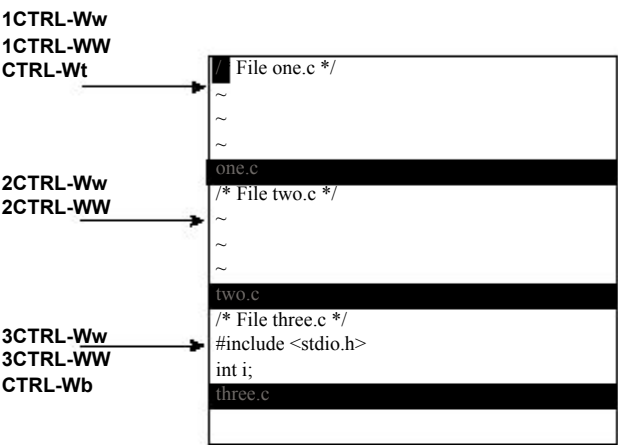 1CTRL-Ww
1CTRL-WW
CTRL-Wt
/  File one.c */
~
~
~
one.c
2CTRL-Ww
2CTRL-WW
/* File two.c */
~
~
~
two.c
3CTRL-Ww
3CTRL-WW
CTRL-Wb
/* File three.c */
#include <stdio.h>
int i;
three.c